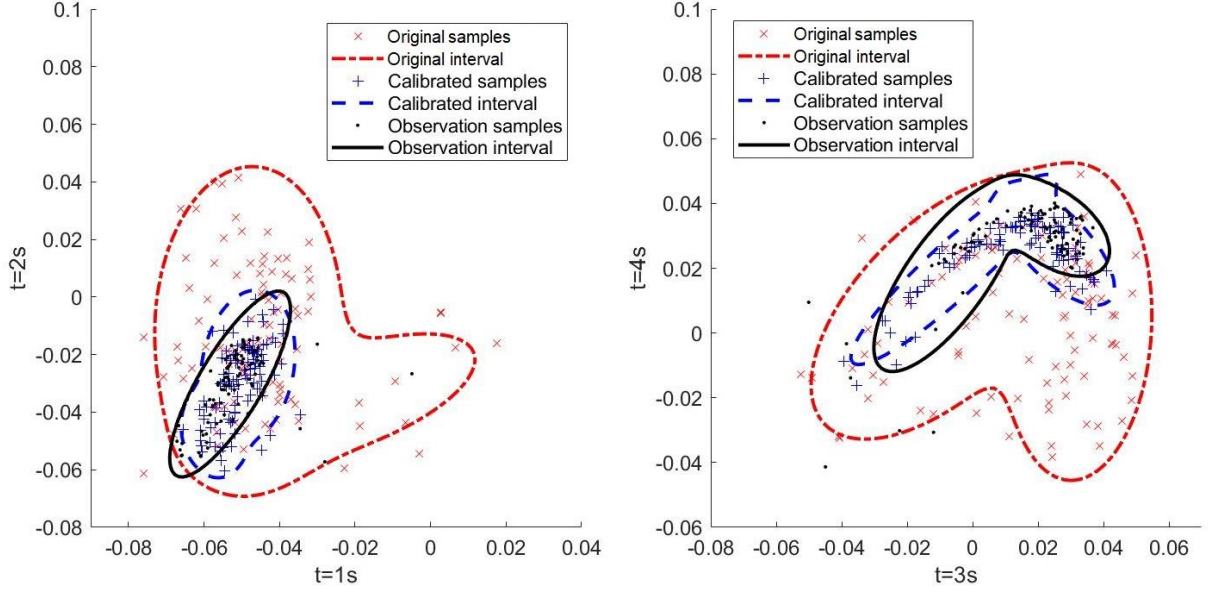 0.1
0.08
0.06
0.04
0.02
0
-0.02
-0.04
-0.06
-0.08
t=2s
-0.08
-0.06
-0.04
-0.02
0
0.02
0.04
t=1s
Original samples
Original interval
Calibrated samples
Calibrated interval
Observation samples
Observation interval
0.1
0.08
0.06
0.04
0.02
0
-0.02
-0.04
-0.06
t=4s
-0.08
-0.06
-0.04
-0.02
0
0.02
0.04
0.06
t=3s
Original samples
Original interval
Calibrated samples
Calibrated interval
Observation samples
Observation interval